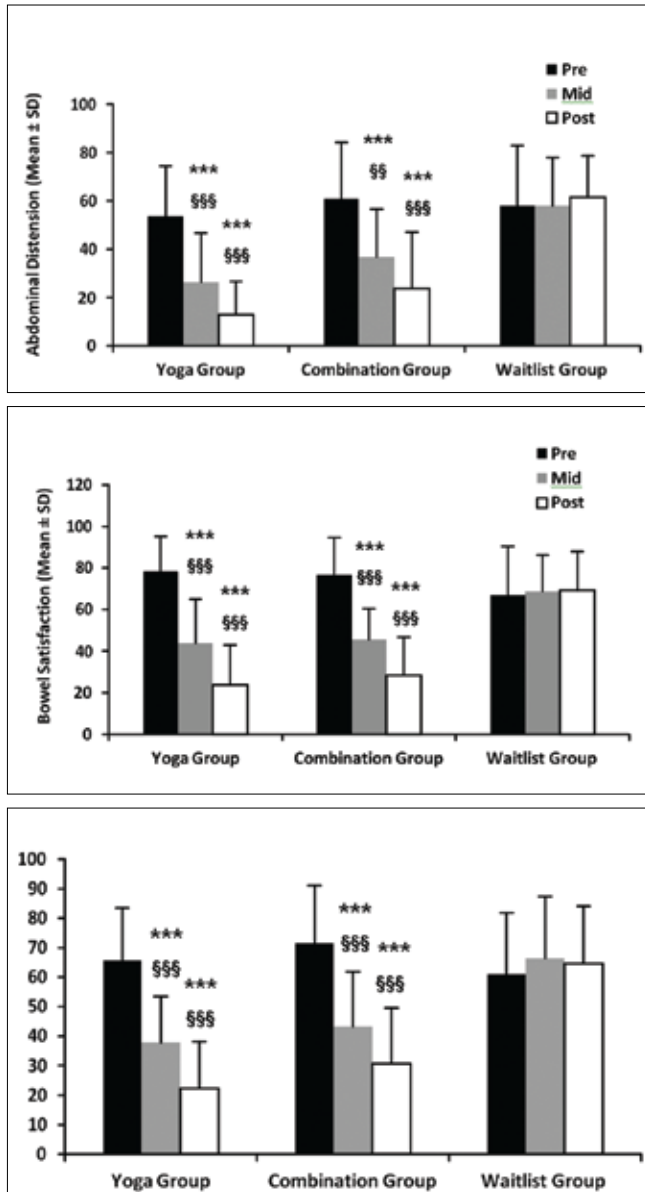 Pre
Mid
Post
Abdominal Distension (Mean ± SD)
100
80
60
40
20
0
***
§§§
***
§§§
***
§§
***
§§§
Yoga Group
Combination Group
Waitlist Group
Pre
Mid
Post
Bowel Satisfaction (Mean ± SD)
120
100
80
60
40
20
0
***
§§§
***
§§§
***
§§§
***
§§§
Yoga Group
Combination Group
Waitlist Group
100
90
80
70
60
50
40
30
20
10
0
***
§§§
***
§§§
***
§§§
***
§§§
Yoga Group
Combination Group
Waitlist Group